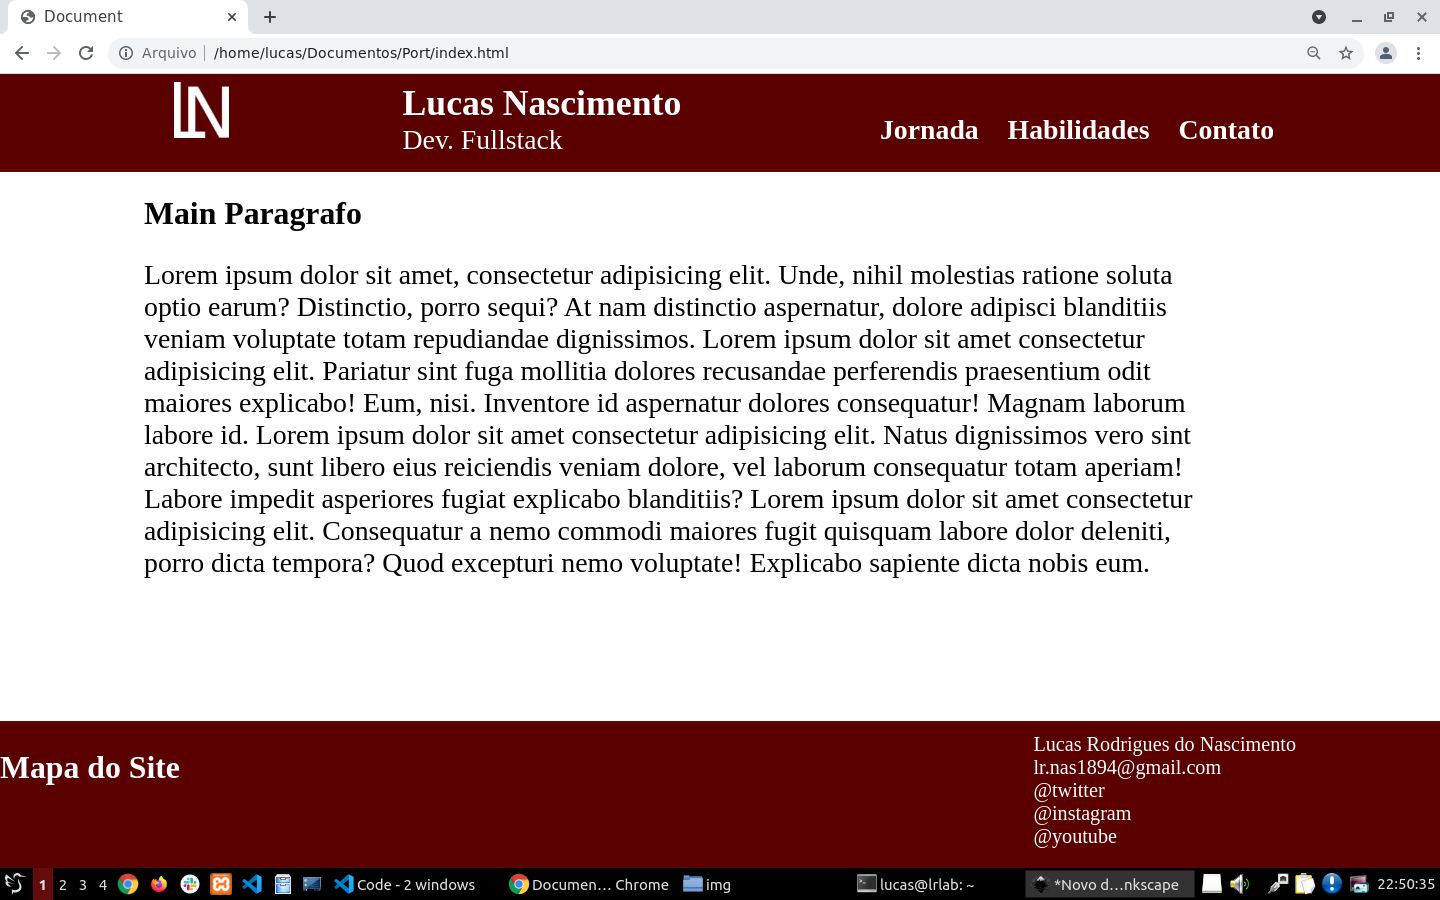 Document
Arquivo
/home/lucas/Documentos/Port/index.html
LN
Lucas Nascimento
Dev. Fullstack
Jornada
Habilidades
Contato
Main Paragrafo
Lorem ipsum dolor sit amet, consectetur adipisicing elit. Unde, nihil molestias ratione soluta
optio earum? Distinctio, porro sequi? At nam distinctio aspernatur, dolore adipisci blanditiis
veniam voluptate totam repudiandae dignissimos. Lorem ipsum dolor sit amet consectetur
adipisicing elit. Pariatur sint fuga mollitia dolores recusandae perferendis praesentium odit
maiores explicabo! Eum, nisi. Inventore id aspernatur dolores consequatur! Magnam laborum
labore id. Lorem ipsum dolor sit amet consectetur adipisicing elit. Natus dignissimos vero sint
architecto, sunt libero eius reiciendis veniam dolore, vel laborum consequatur totam aperiam!
Labore impedit asperiores fugiat explicabo blanditiis? Lorem ipsum dolor sit amet consectetur
adipisicing elit. Consequatur a nemo commodi maiores fugit quisquam labore dolor deleniti,
porro dicta tempora? Quod excepturi nemo voluptate! Explicabo sapiente dicta nobis eum.
Mapa do Site
Lucas Rodrigues do Nascimento
lr.nas1894@gmail.com
@twitter
@instagram
@youtube
1 2 3 4
Code - 2 windows
Documen... Chrome
img
lucas@lrlab: ~
*Novo d...nkscape
22:50:35